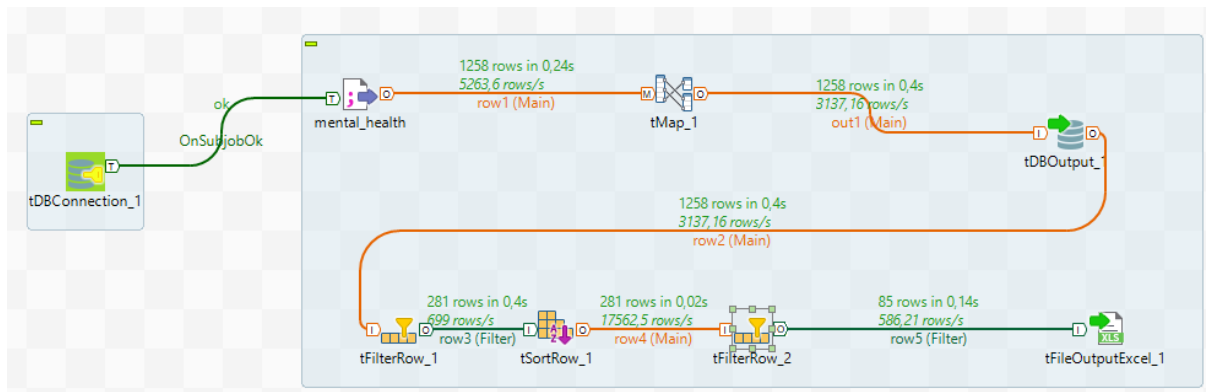 ok
OnSubjobOk
tDBConnection_1
1258 rows in 0,24s
5263,6 rows/s
row1 (Main)
mental_health
tMap_1
1258 rows in 0,4s
3137,16 rows/s
out1 (Main)
tDBOutput_1
1258 rows in 0,4s
3137,16 rows/s
row2 (Main)
281 rows in 0,4s
699 rows/s
row3 (Filter)
281 rows in 0,02s
17562,5 rows/s
row4 (Main)
85 rows in 0,14s
586,21 rows/s
row5 (Filter)
tFilterRow_1
tSortRow_1
tFilterRow_2
tFileOutputExcel_1
T
T
O
M
O
I
O
I
O
I
O
I
O
I
A
Z
XLS